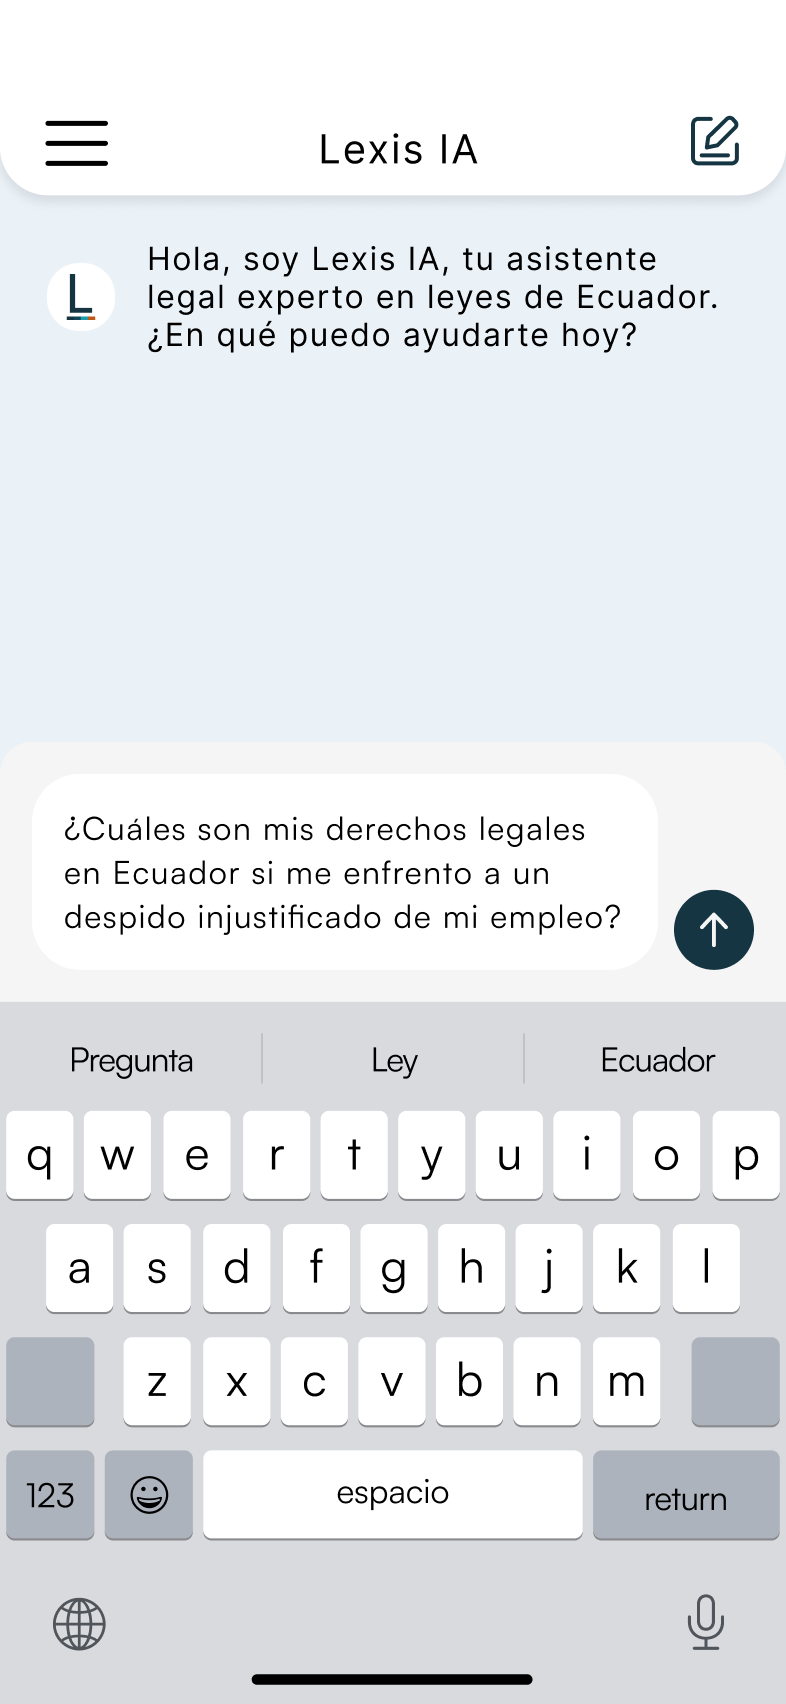 Lexis IA
L
Hola, soy Lexis IA, tu asistente
legal experto en leyes de Ecuador.
¿En qué puedo ayudarte hoy?
¿Cuáles son mis derechos legales
en Ecuador si me enfrento a un
despido injustificado de mi empleo?
Pregunta Ley Ecuador
q w e r t y u i o p
a s d f g h j k l
z x c v b n m
123 espacio return